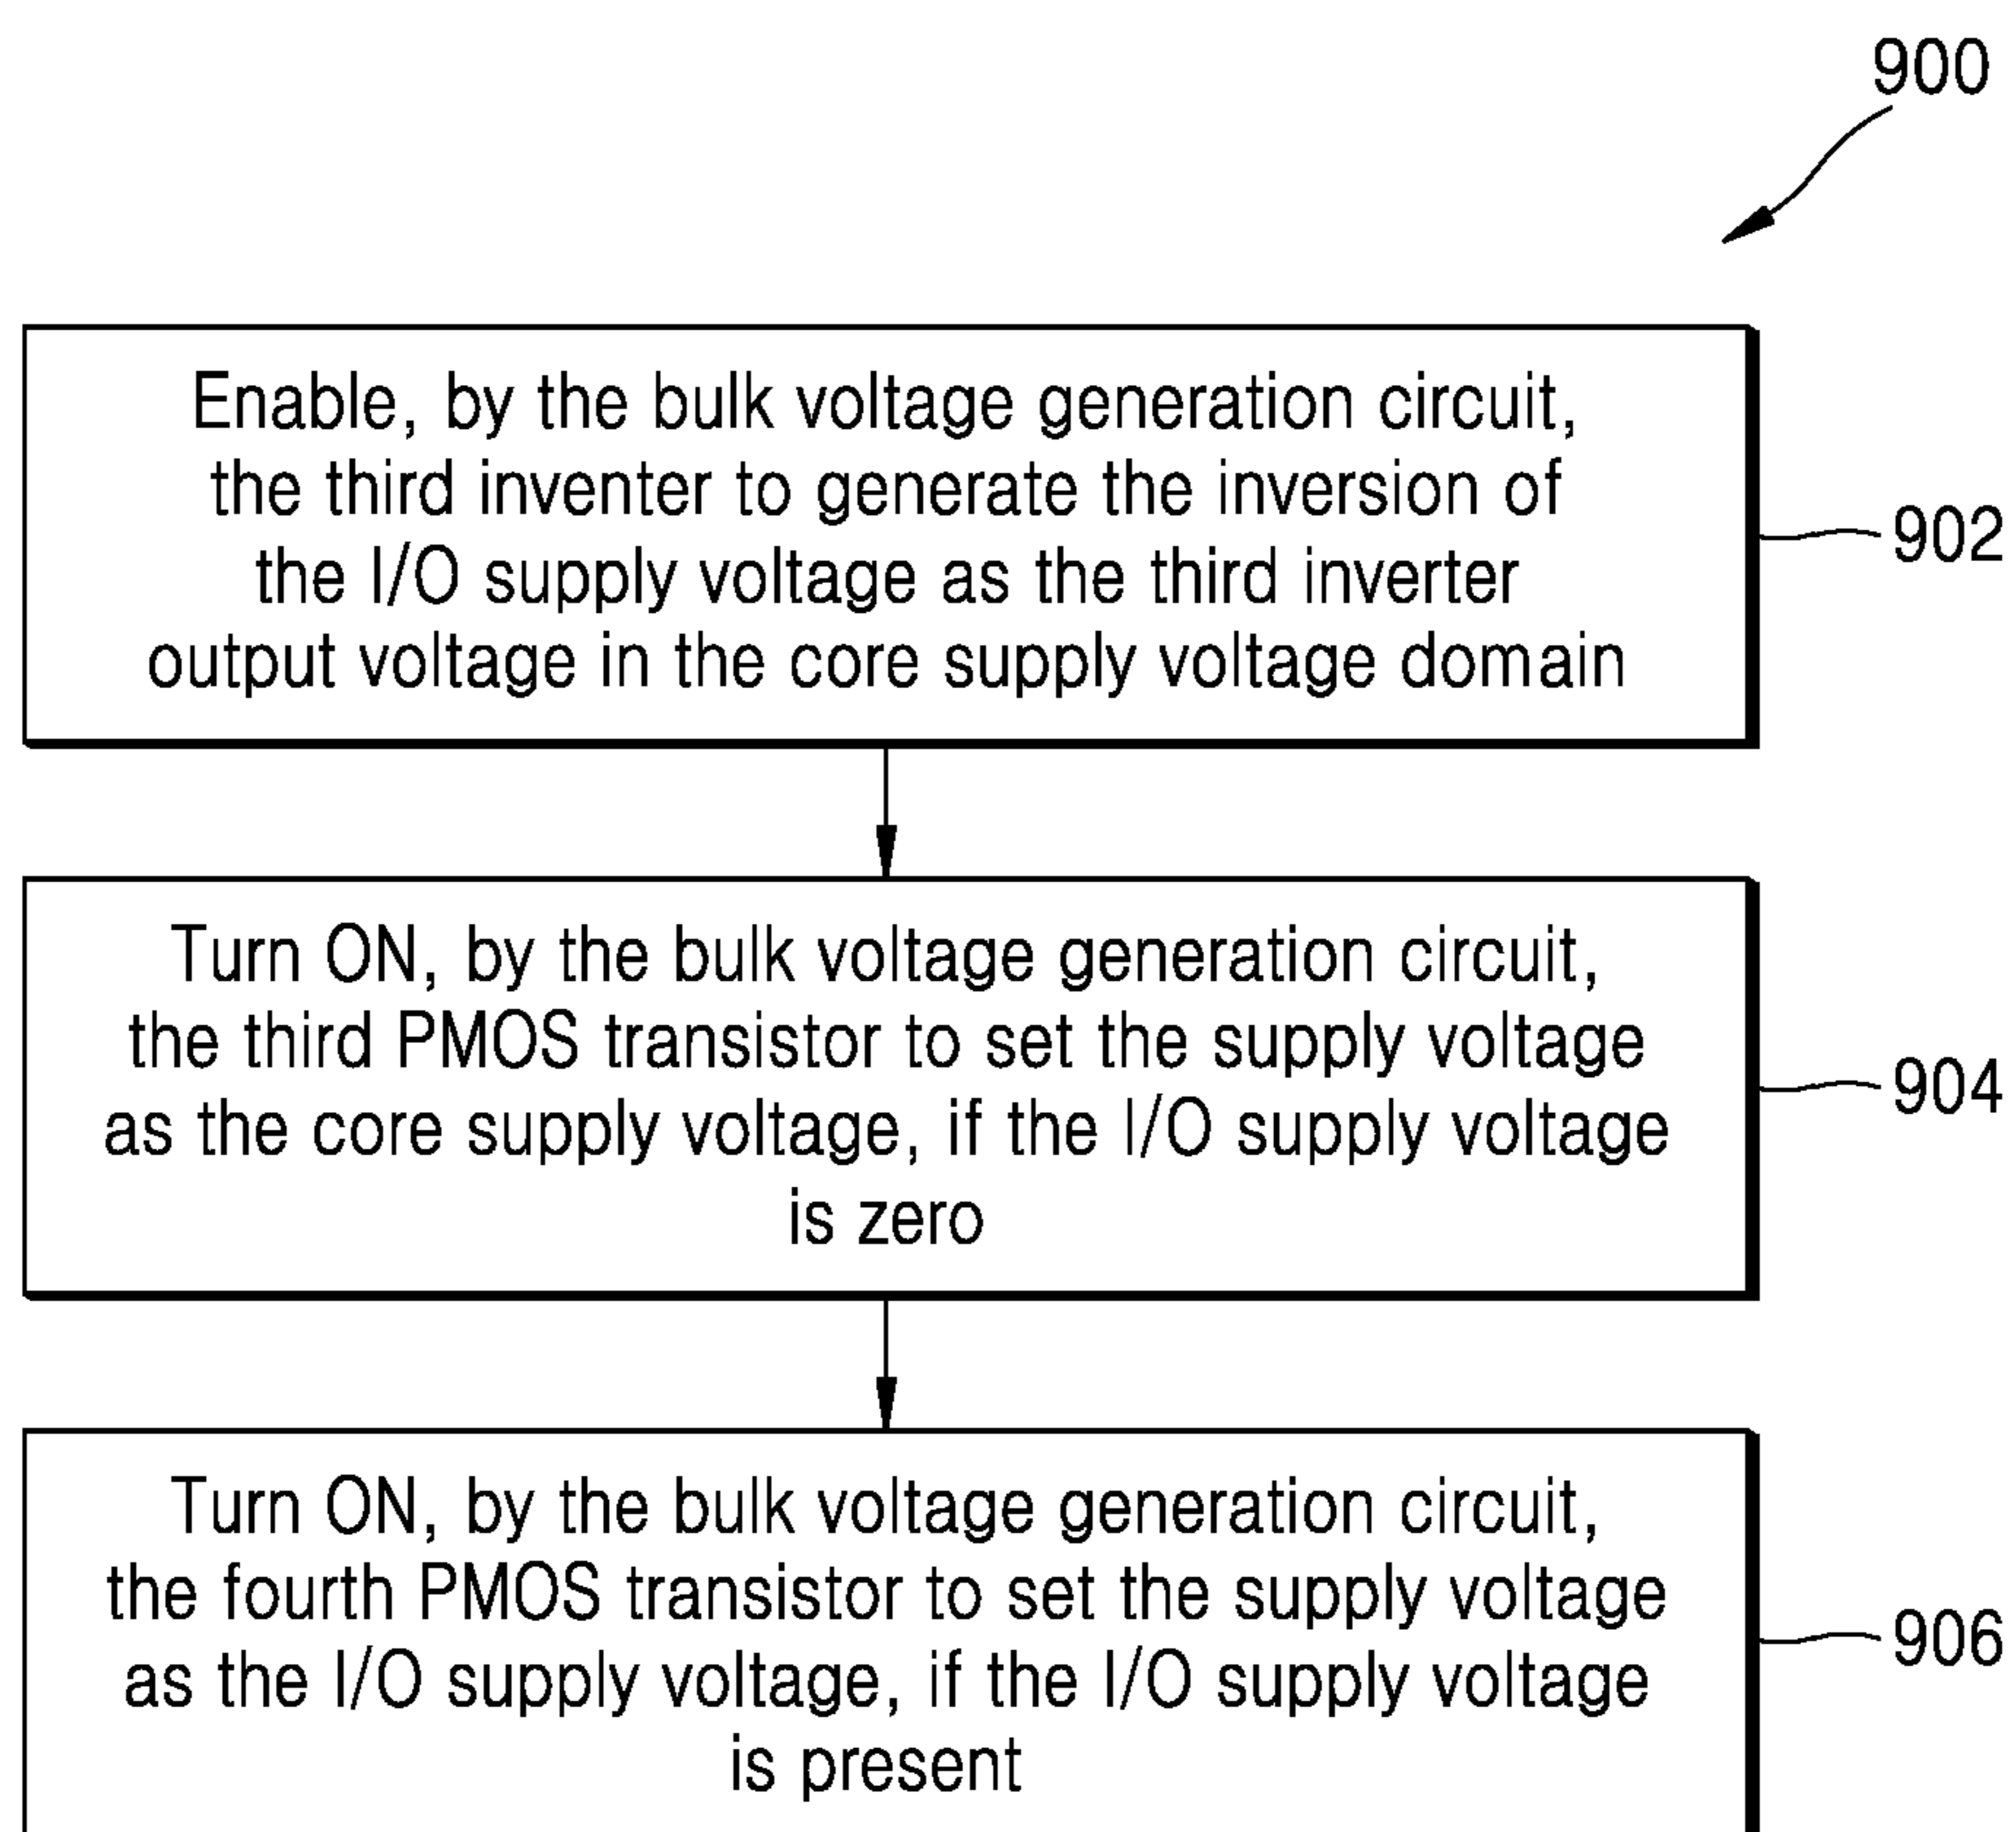 900
Enable, by the bulk voltage generation circuit,
the third inventer to generate the inversion of
the I/O supply voltage as the third inverter
output voltage in the core supply voltage domain
902
Turn ON, by the bulk voltage generation circuit,
the third PMOS transistor to set the supply voltage
as the core supply voltage, if the I/O supply voltage
is zero
904
Turn ON, by the bulk voltage generation circuit,
the fourth PMOS transistor to set the supply voltage
as the I/O supply voltage, if the I/O supply voltage
is present
906